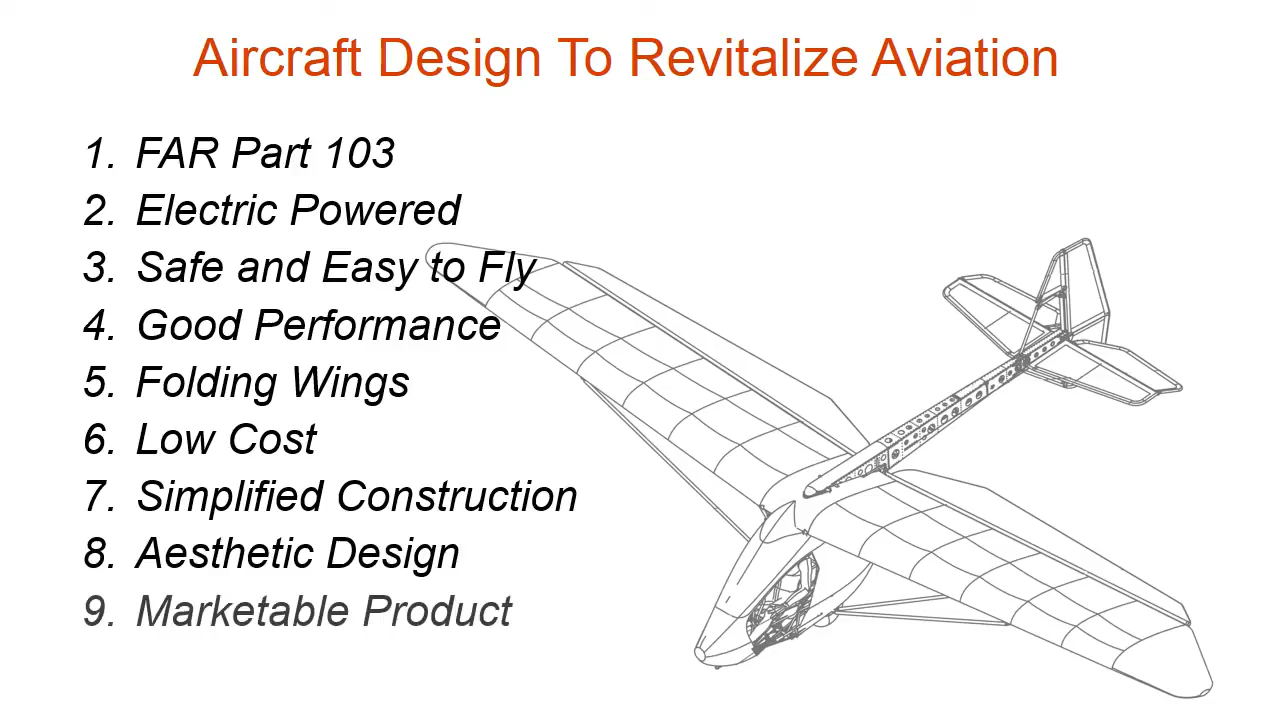 Aircraft Design To Revitalize Aviation
1. FAR Part 103
2. Electric Powered
3. Safe and Easy to Fly
4. Good Performance
5. Folding Wings
6. Low Cost
7. Simplified Construction
8. Aesthetic Design
9. Marketable Product